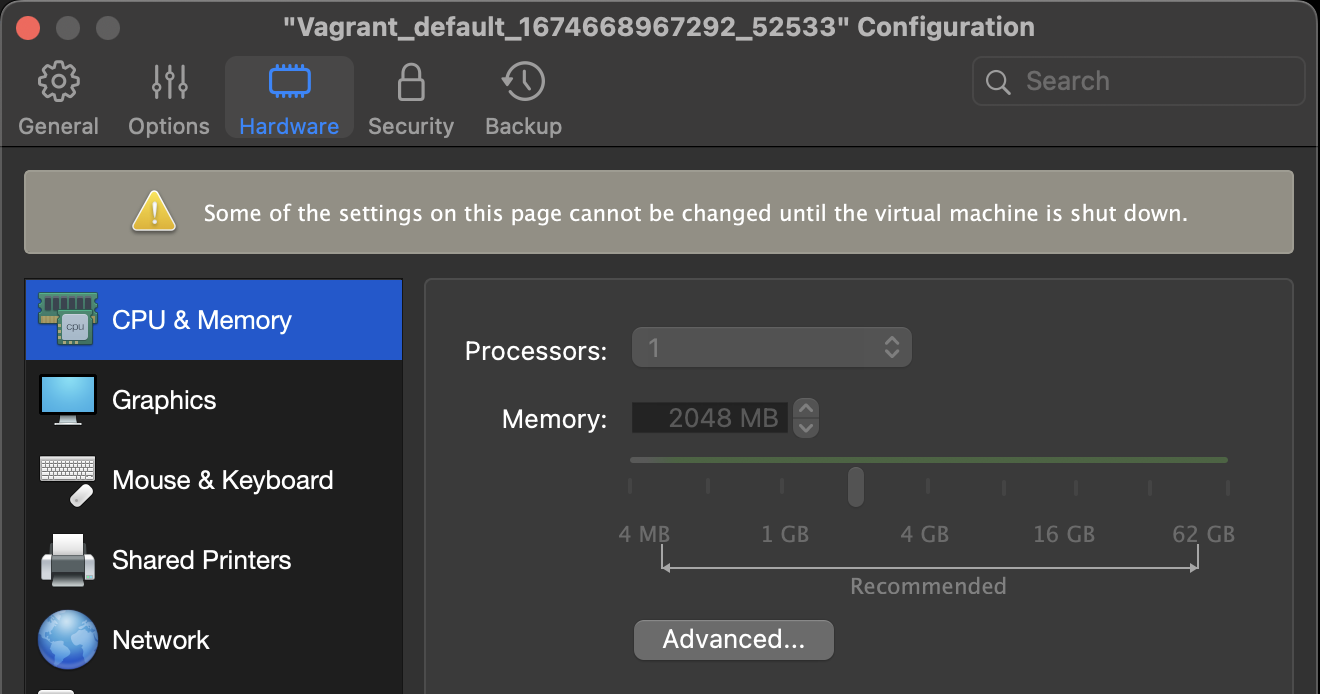 "Vagrant_default_1674668967292_52533" Configuration
General Options Hardware Security Backup
Search
Some of the settings on this page cannot be changed until the virtual machine is shut down.
cpu
CPU & Memory
Graphics
Mouse & Keyboard
Shared Printers
Network
Processors: 1
Memory: 2048 MB
4 MB 1 GB 4 GB 16 GB 62 GB
Recommended
Advanced...